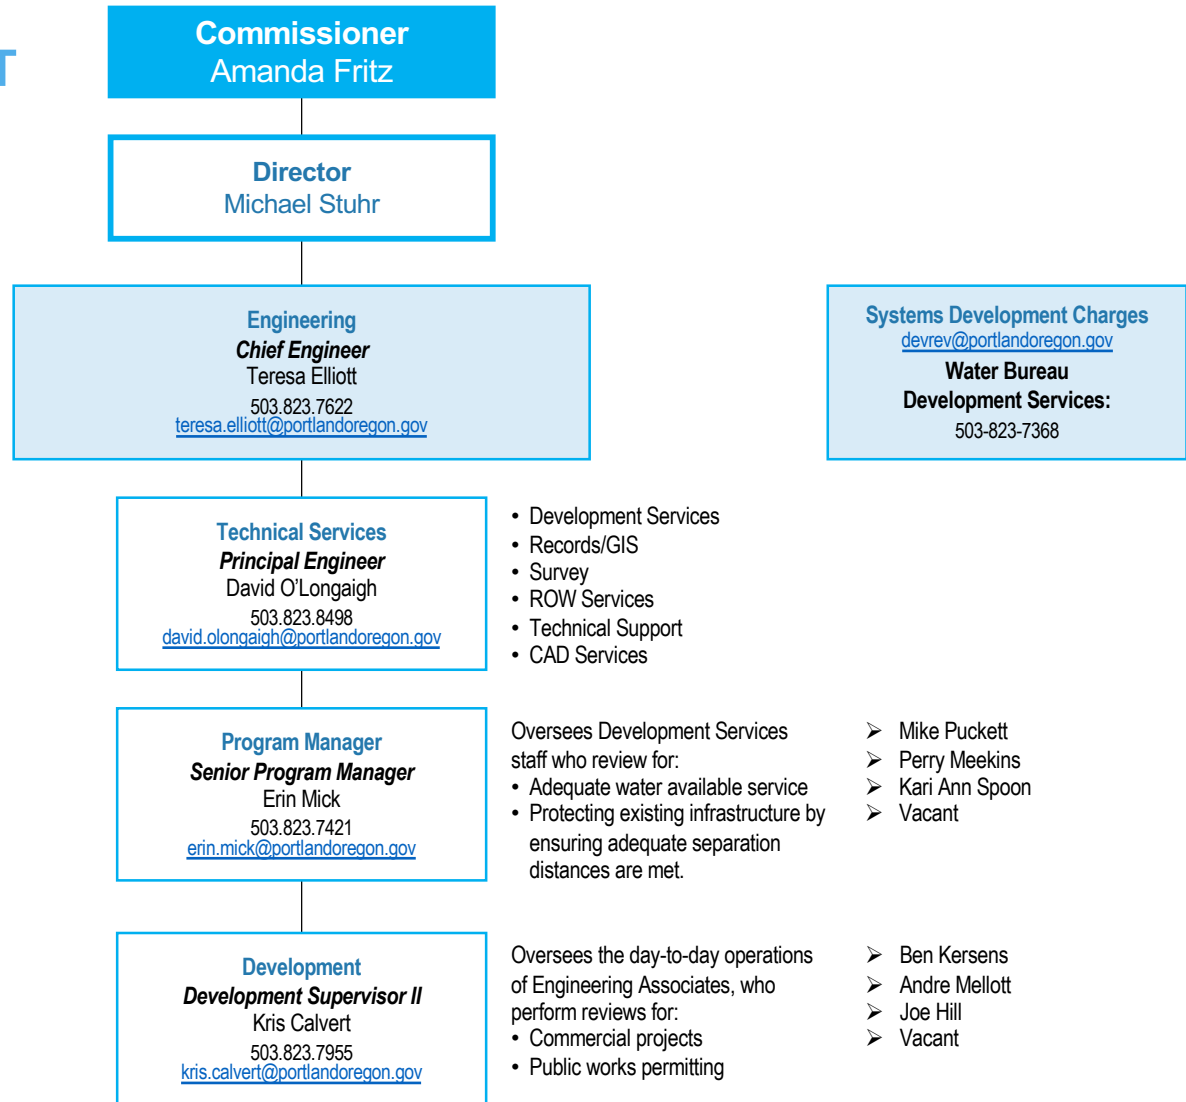 T
Commissioner
Amanda Fritz
Director
Michael Stuhr
Engineering
Chief Engineer
Teresa Elliott
503.823.7622
teresa.elliott@portlandoregon.gov
Systems Development Charges
devrev@portlandoregon.gov
Water Bureau
Development Services:
503-823-7368
Technical Services
Principal Engineer
David O’Longaigh
503.823.8498
david.olongaigh@portlandoregon.gov
• Development Services
• Records/GIS
• Survey
• ROW Services
• Technical Support
• CAD Services
Program Manager
Senior Program Manager
Erin Mick
503.823.7421
erin.mick@portlandoregon.gov
Oversees Development Services
staff who review for:
• Adequate water available service
• Protecting existing infrastructure by
ensuring adequate separation
distances are met.
➢ Mike Puckett
➢ Perry Meekins
➢ Kari Ann Spoon
➢ Vacant
Development
Development Supervisor II
Kris Calvert
503.823.7955
kris.calvert@portlandoregon.gov
Oversees the day-to-day operations
of Engineering Associates, who
perform reviews for:
• Commercial projects
• Public works permitting
➢ Ben Kersens
➢ Andre Mellott
➢ Joe Hill
➢ Vacant